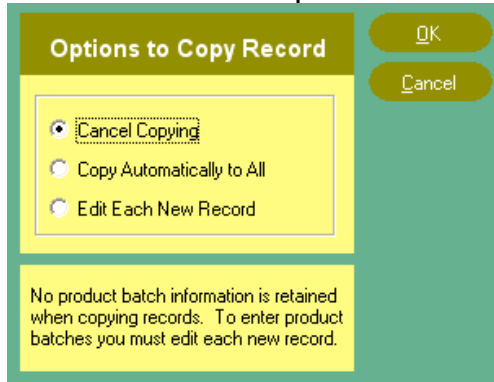 Options to Copy Record
OK
Cancel
Cancel Copying
Copy Automatically to All
Edit Each New Record
No product batch information is retained
when copying records. To enter product
batches you must edit each new record.